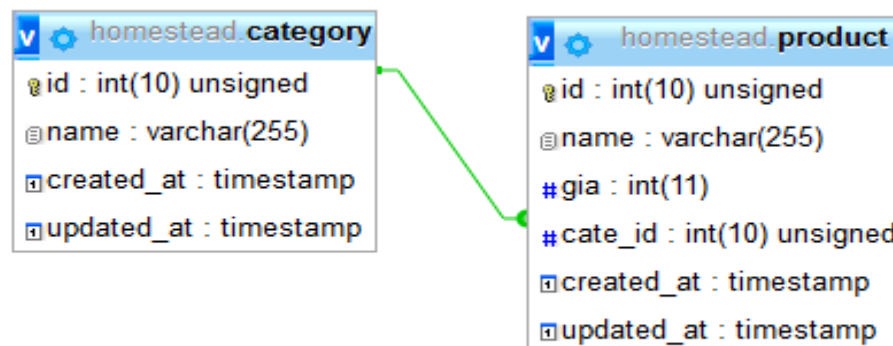 homestead.category
id : int(10) unsigned
name : varchar(255)
created_at : timestamp
updated_at : timestamp
homestead.product
id : int(10) unsigned
name : varchar(255)
gia : int(11)
cate_id : int(10) unsigned
created_at : timestamp
updated_at : timestamp